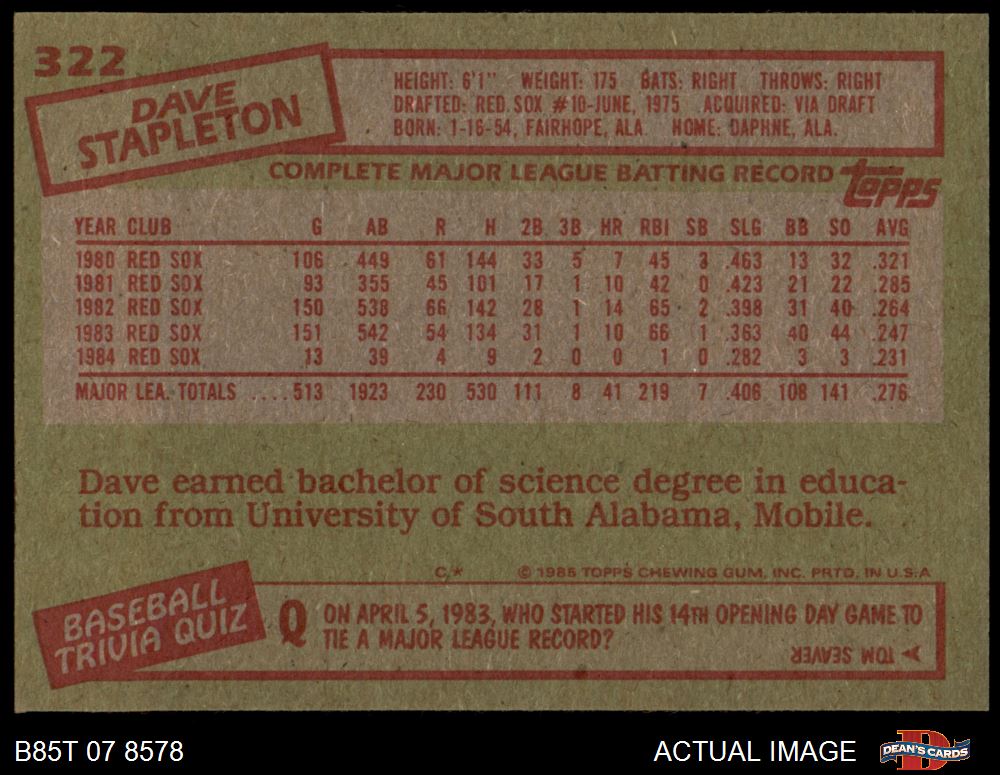 322
DAVE
STAPLETON
HEIGHT: 6'1" WEIGHT: 175 BATS: RIGHT THROWS: RIGHT
DRAFTED: RED SOX #10-JUNE, 1975 ACQUIRED: VIA DRAFT
BORN: 1-16-54, FAIRHOPE, ALA. HOME: DAPHNE, ALA.
COMPLETE MAJOR LEAGUE BATTING RECORD
topps
YEAR CLUB G AB R H 2B 3B HR RBI SB SLG BB SO AVG
1980 RED SOX 106 449 61 144 33 5 7 45 3 .463 13 32 .321
1981 RED SOX 93 355 45 101 17 1 10 42 0 .423 21 22 .285
1982 RED SOX 150 538 66 142 28 1 14 65 2 .398 31 40 .264
1983 RED SOX 151 542 54 134 31 1 10 66 1 .363 40 44 .247
1984 RED SOX 13 39 4 9 2 0 0 1 0 .282 3 3 .231
MAJOR LEA. TOTALS ....513 1923 230 530 111 8 41 219 7 .406 108 141 .276
Dave earned bachelor of science degree in educa-
tion from University of South Alabama, Mobile.
C* © 1985 TOPPS CHEWING GUM, INC. PRTD. IN U.S.A
BASEBALL
TRIVIA QUIZ
Q ON APRIL 5, 1983, WHO STARTED HIS 14TH OPENING DAY GAME TO
TIE A MAJOR LEAGUE RECORD?
TOM SEAVER
B85T 07 8578
ACTUAL IMAGE
D
DEAN'S CARDS